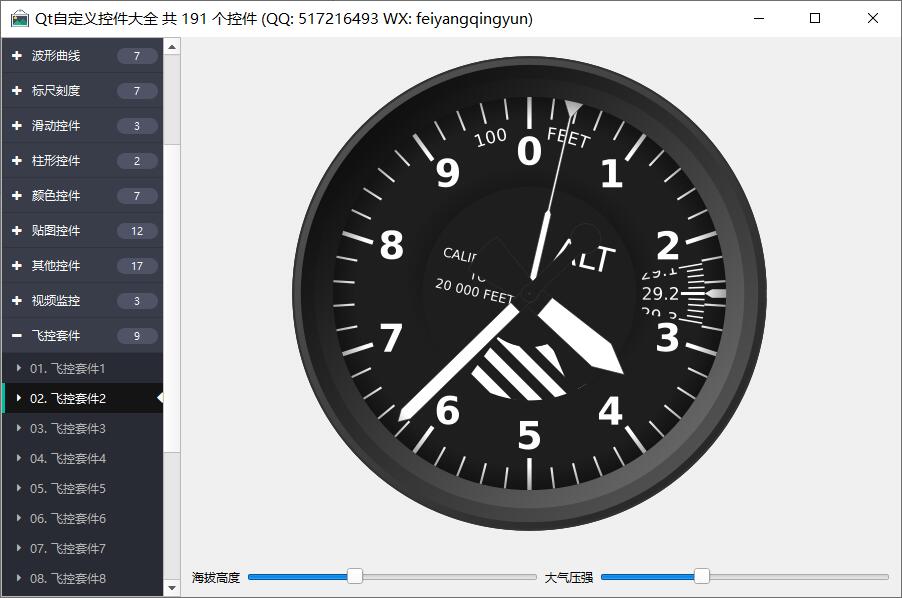 Qt自定义控件大全 共 191 个控件 (QQ: 517216493 WX: feiyangqingyun)
波形曲线 7
标尺刻度 7
滑动控件 3
柱形控件 2
颜色控件 7
贴图控件 12
其他控件 17
视频监控 3
飞控套件 9
01. 飞控套件1
02. 飞控套件2
03. 飞控套件3
04. 飞控套件4
05. 飞控套件5
06. 飞控套件6
07. 飞控套件7
08. 飞控套件8
100 FEET
0
1
2
3
4
5
6
7
8
9
20 000 FEET
29.1
29.2
29.3
海拔高度
大气压强